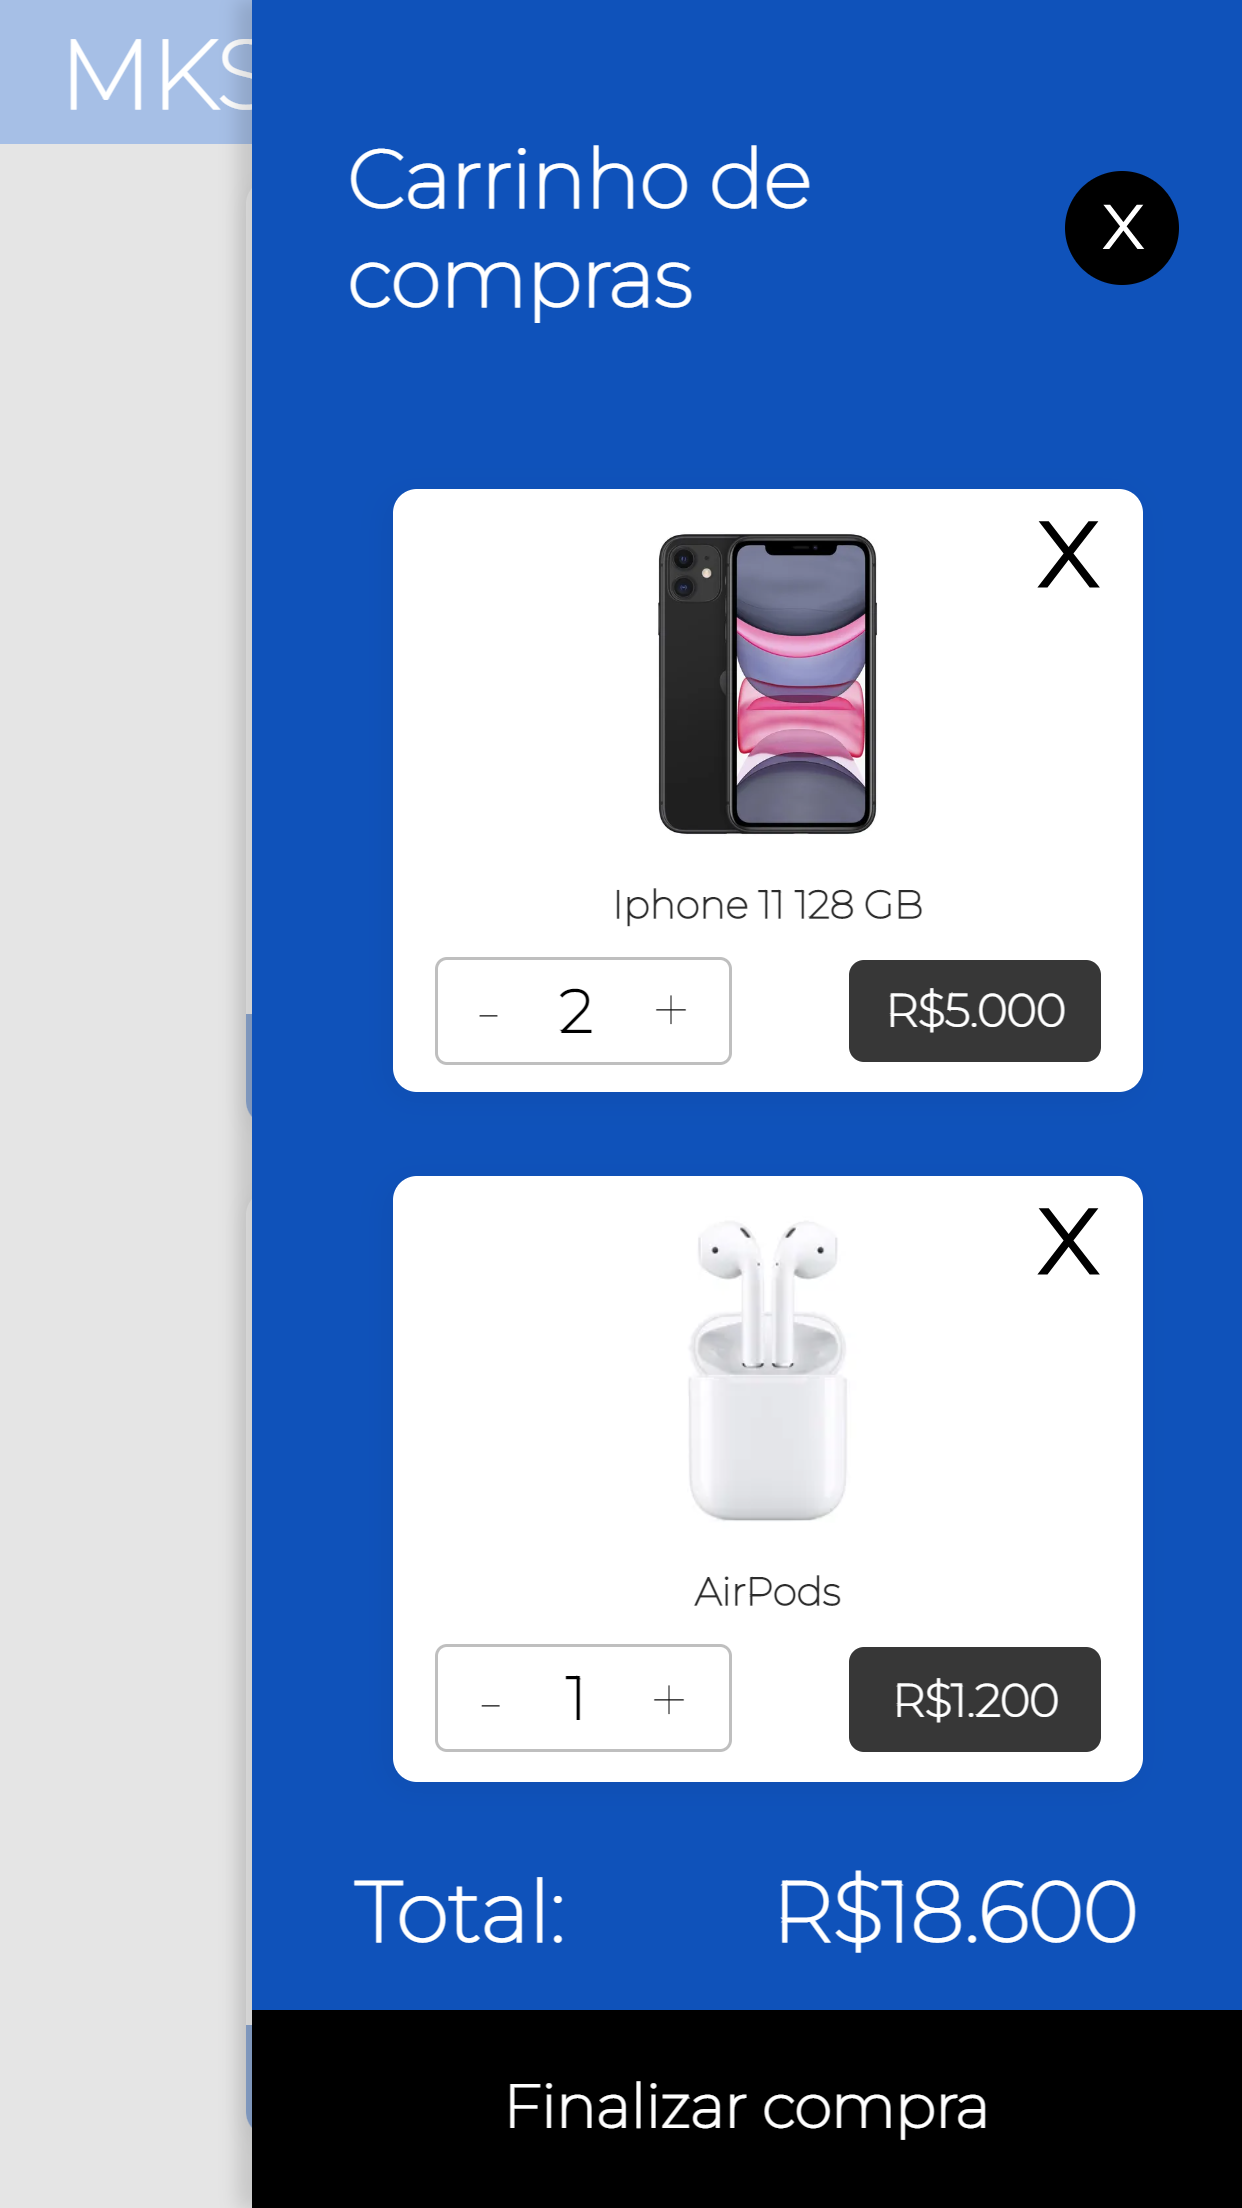 MKS
Carrinho de
compras
X
X
Iphone 11 128 GB
- 2 +
R$5.000
X
AirPods
- 1 +
R$1.200
Total:
R$18.600
Finalizar compra